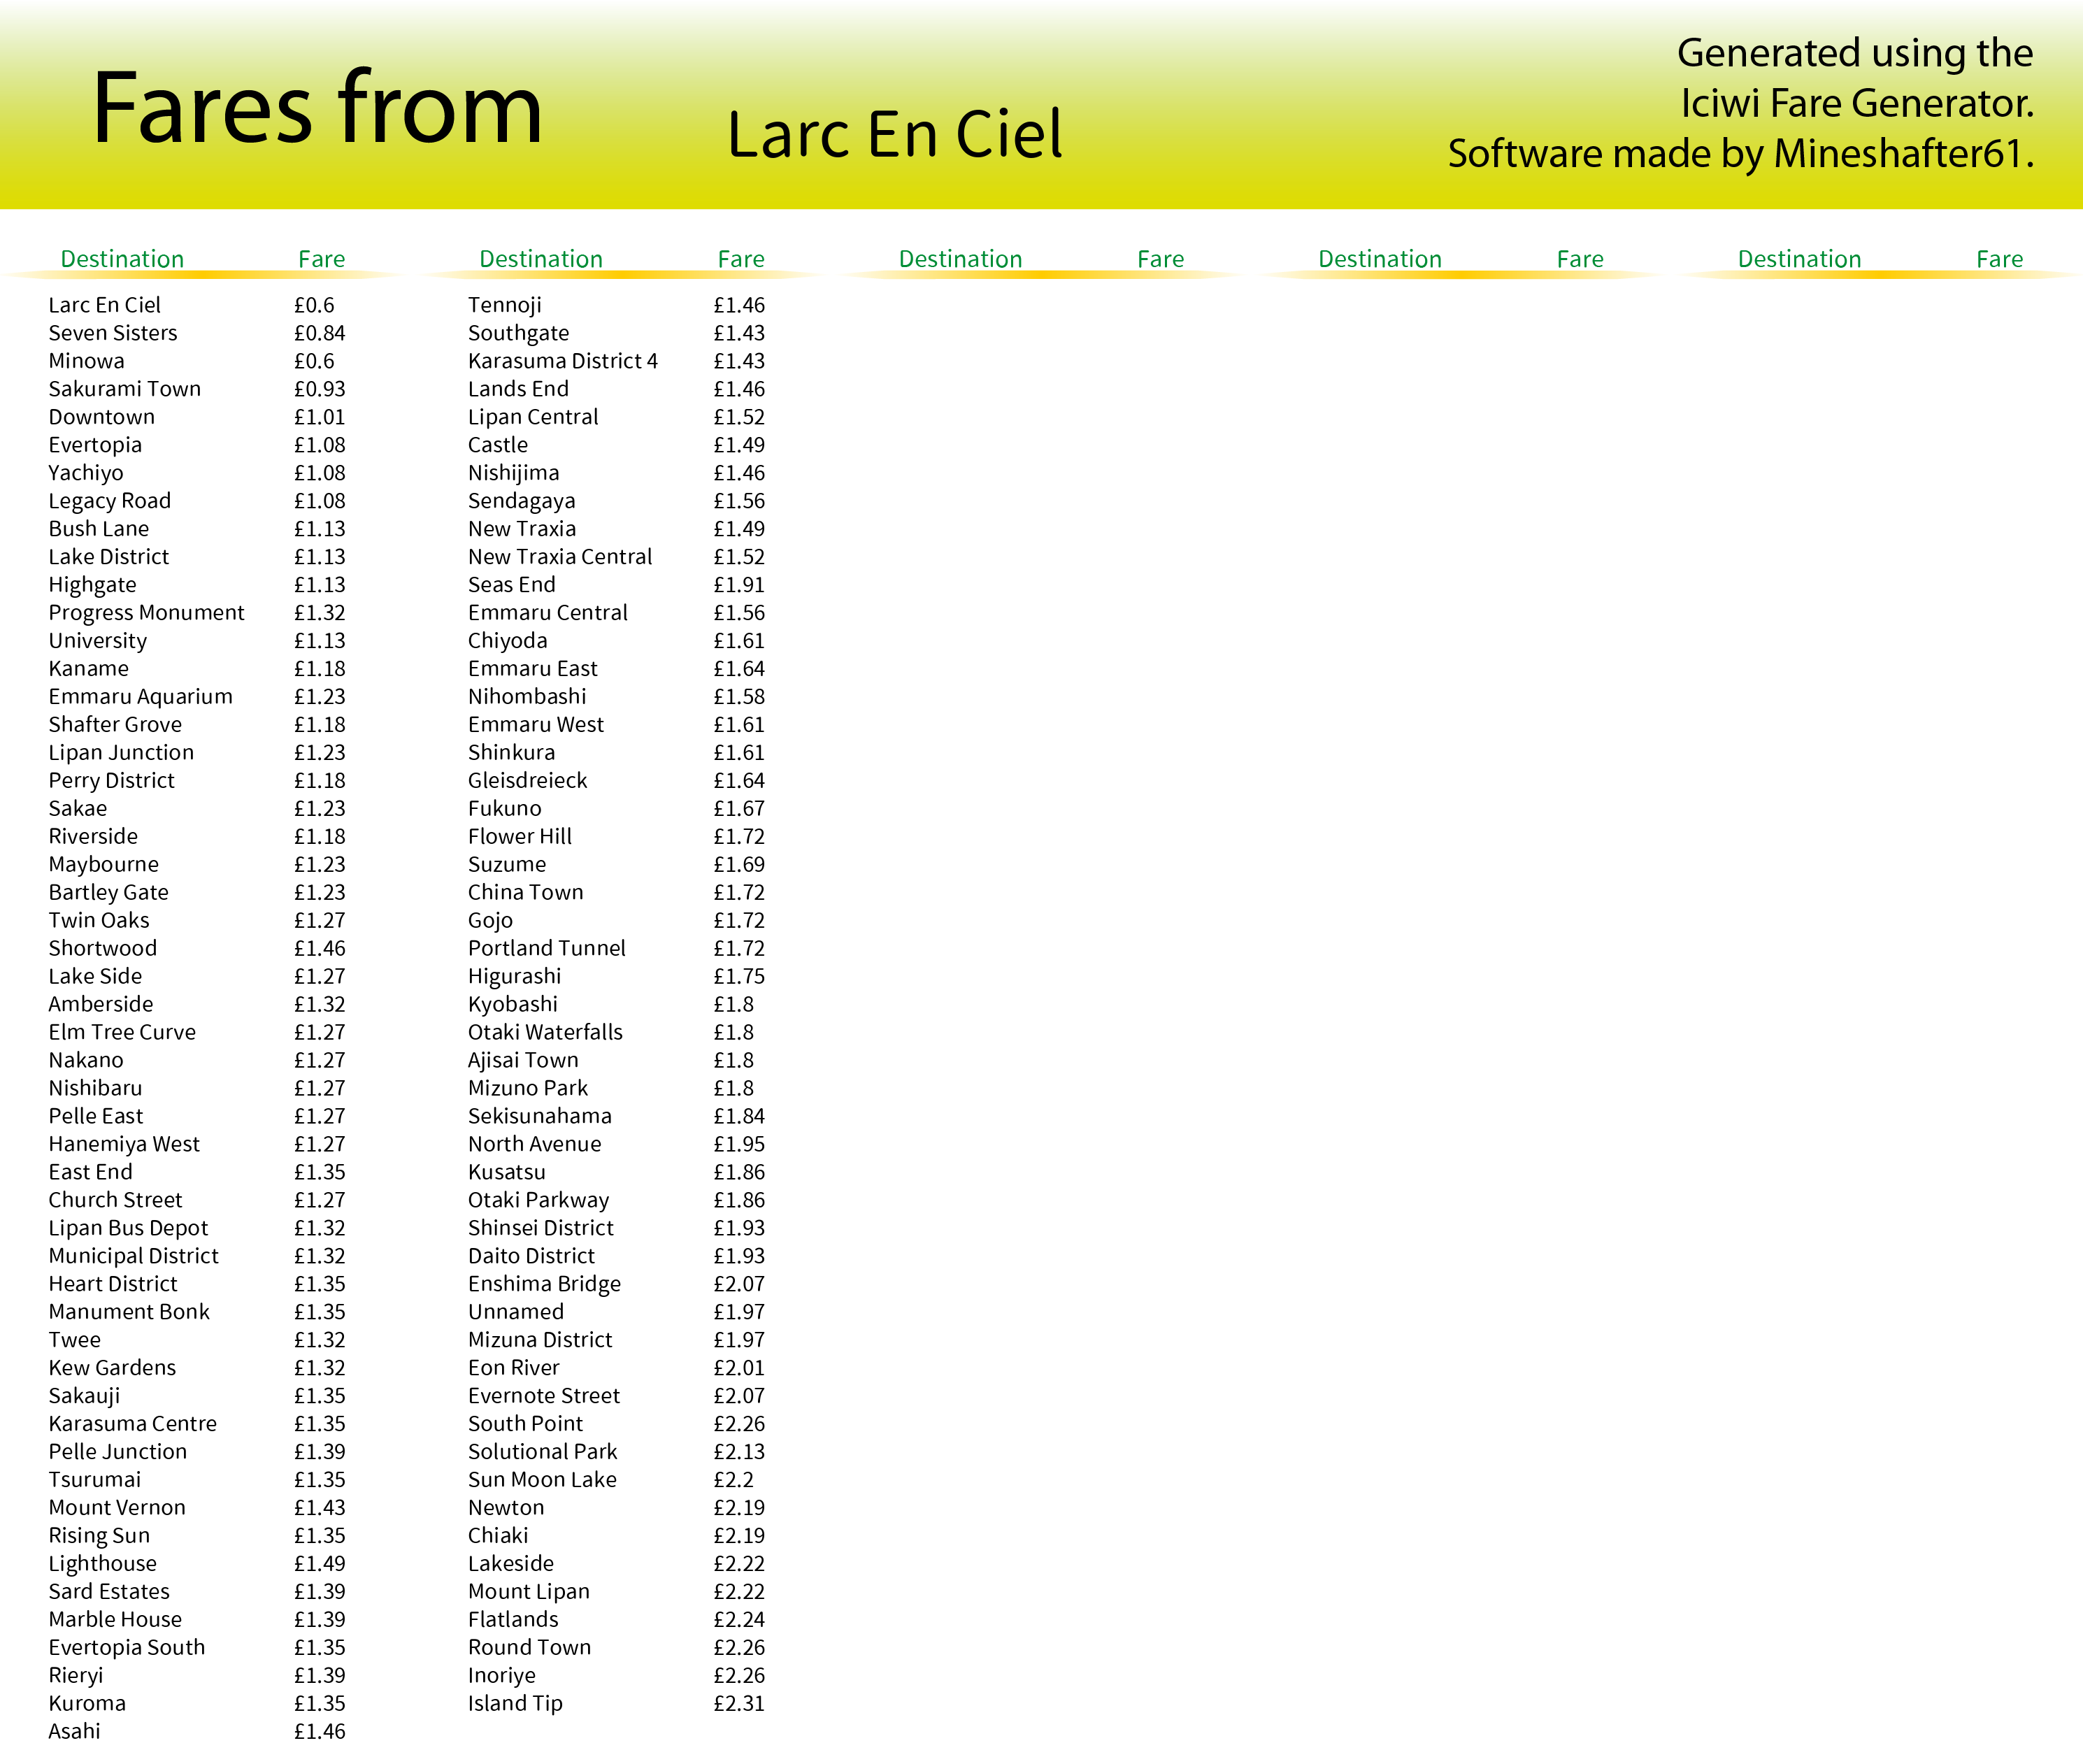 Fares from
Larc En Ciel
Generated using the
Iciwi Fare Generator.
Software made by Mineshafter61.
Destination Fare
Larc En Ciel £0.6
Seven Sisters £0.84
Minowa £0.6
Sakurami Town £0.93
Downtown £1.01
Evertopia £1.08
Yachiyo £1.08
Legacy Road £1.08
Bush Lane £1.13
Lake District £1.13
Highgate £1.13
Progress Monument £1.32
University £1.13
Kaname £1.18
Emmaru Aquarium £1.23
Shafter Grove £1.18
Lipan Junction £1.23
Perry District £1.18
Sakae £1.23
Riverside £1.18
Maybourne £1.23
Bartley Gate £1.23
Twin Oaks £1.27
Shortwood £1.46
Lake Side £1.27
Amberside £1.32
Elm Tree Curve £1.27
Nakano £1.27
Nishibaru £1.27
Pelle East £1.27
Hanemiya West £1.27
East End £1.35
Church Street £1.27
Lipan Bus Depot £1.32
Municipal District £1.32
Heart District £1.35
Manument Bonk £1.35
Twee £1.32
Kew Gardens £1.32
Sakauji £1.35
Karasuma Centre £1.35
Pelle Junction £1.39
Tsurumai £1.35
Mount Vernon £1.43
Rising Sun £1.35
Lighthouse £1.49
Sard Estates £1.39
Marble House £1.39
Evertopia South £1.35
Rieryi £1.39
Kuroma £1.35
Asahi £1.46
Destination Fare
Tennoji £1.46
Southgate £1.43
Karasuma District 4 £1.43
Lands End £1.46
Lipan Central £1.52
Castle £1.49
Nishijima £1.46
Sendagaya £1.56
New Traxia £1.49
New Traxia Central £1.52
Seas End £1.91
Emmaru Central £1.56
Chiyoda £1.61
Emmaru East £1.64
Nihombashi £1.58
Emmaru West £1.61
Shinkura £1.61
Gleisdreieck £1.64
Fukuno £1.67
Flower Hill £1.72
Suzume £1.69
China Town £1.72
Gojo £1.72
Portland Tunnel £1.72
Higurashi £1.75
Kyobashi £1.8
Otaki Waterfalls £1.8
Ajisai Town £1.8
Mizuno Park £1.8
Sekisunahama £1.84
North Avenue £1.95
Kusatsu £1.86
Otaki Parkway £1.86
Shinsei District £1.93
Daito District £1.93
Enshima Bridge £2.07
Unnamed £1.97
Mizuna District £1.97
Eon River £2.01
Evernote Street £2.07
South Point £2.26
Solutional Park £2.13
Sun Moon Lake £2.2
Newton £2.19
Chiaki £2.19
Lakeside £2.22
Mount Lipan £2.22
Flatlands £2.24
Round Town £2.26
Inoriye £2.26
Island Tip £2.31
Destination Fare
Destination Fare
Destination Fare